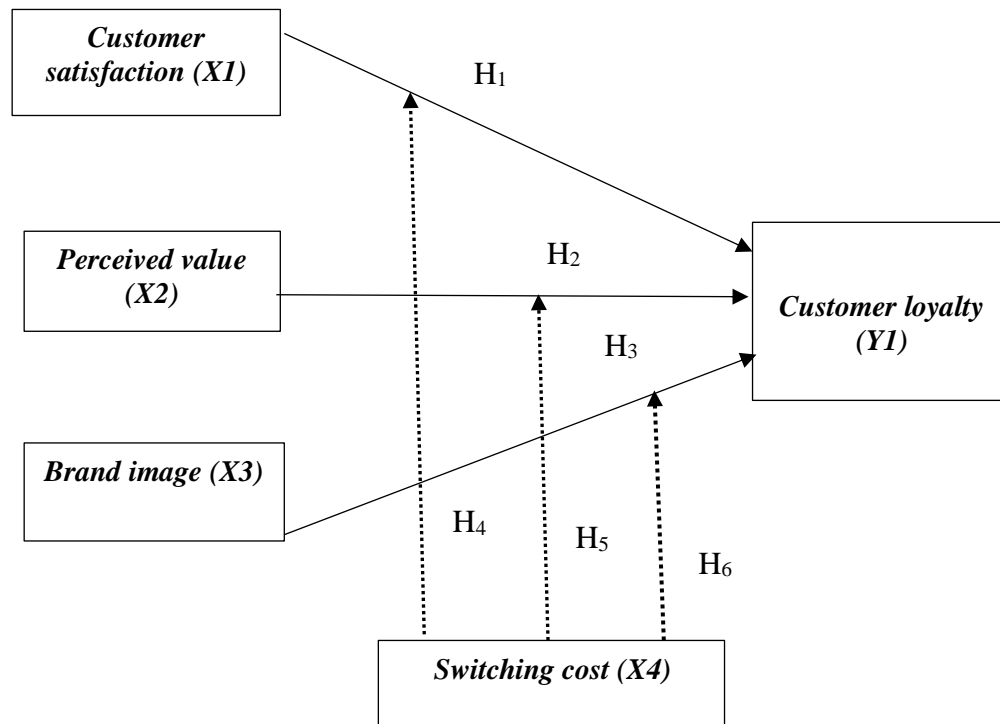 Customer
satisfaction (X1)
H₁
Perceived value
(X2)
H₂
Customer loyalty
(Y1)
H₃
Brand image (X3)
H₄
H₅
H₆
Switching cost (X4)